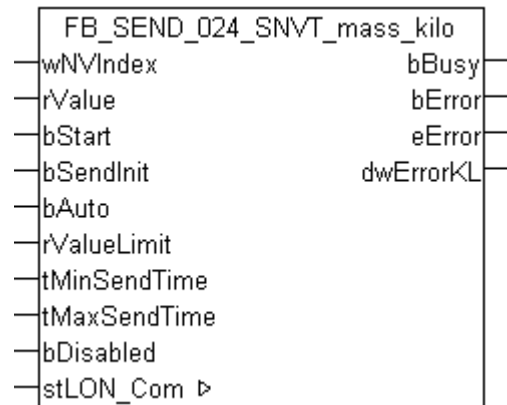 FB_SEND_024_SNVT_mass_kilo
wNVIndex bBusy
rValue bError
bStart eError
bSendInit dwErrorKL
bAuto
rValueLimit
tMinSendTime
tMaxSendTime
bDisabled
stLON_Com ▷